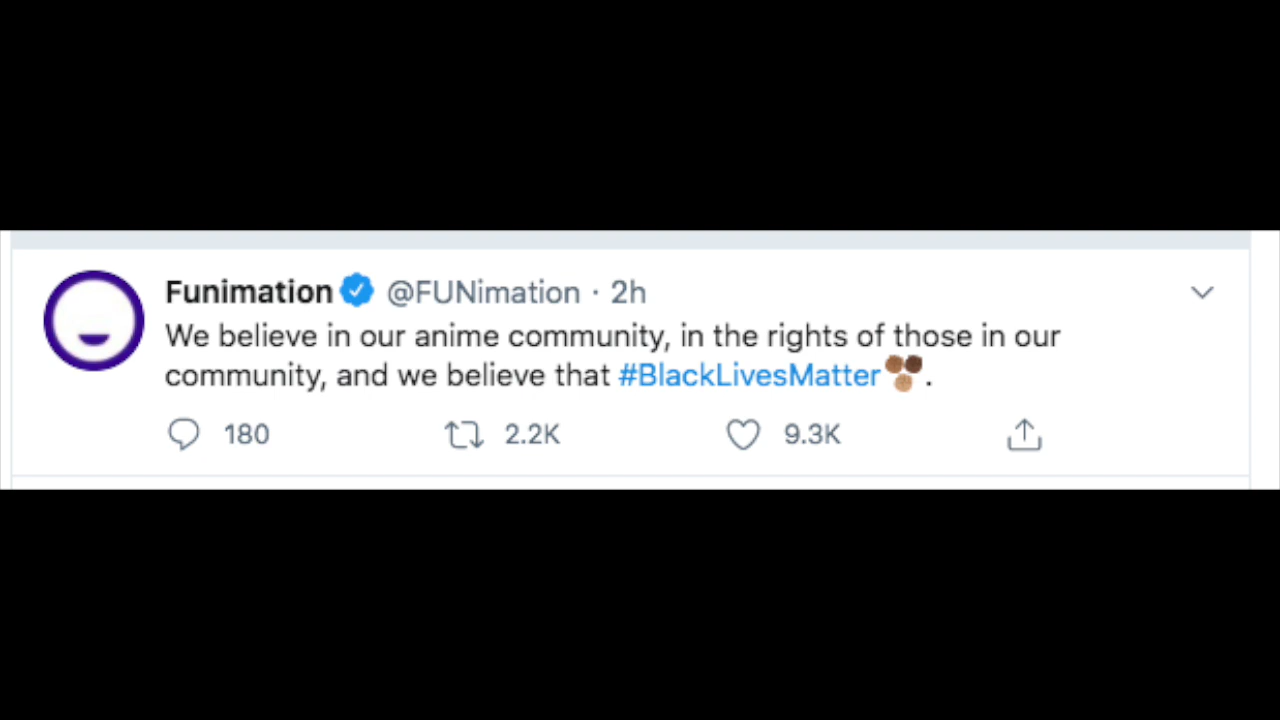 Funimation @FUNimation · 2h
We believe in our anime community, in the rights of those in our
community, and we believe that #BlackLivesMatter.
180 2.2K 9.3K